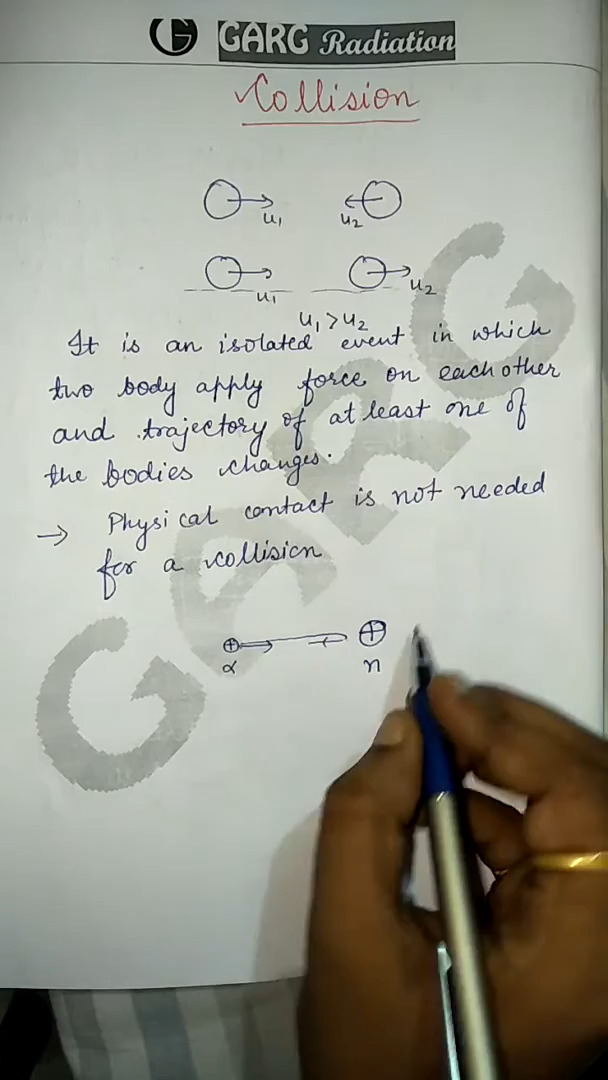 G GARG Radiation
Collision
u₁ u₂
u₁ u₂
u₁ > u₂
It is an isolated event in which
two body apply force on each other
and trajectory of at least one of
the bodies changes.
→ Physical contact is not needed
for a collision
+ +
α n
GARG